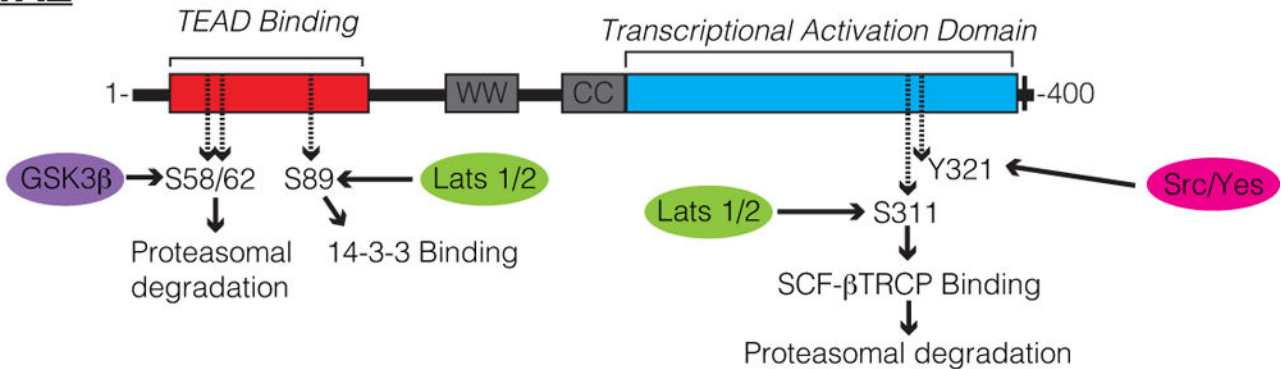 TEAD Binding
Transcriptional Activation Domain
1-
WW
CC
-400
GSK3β
S58/62
S89
Lats 1/2
Y321
Src/Yes
Lats 1/2
S311
Proteasomal
degradation
14-3-3 Binding
SCF-βTRCP Binding
Proteasomal degradation